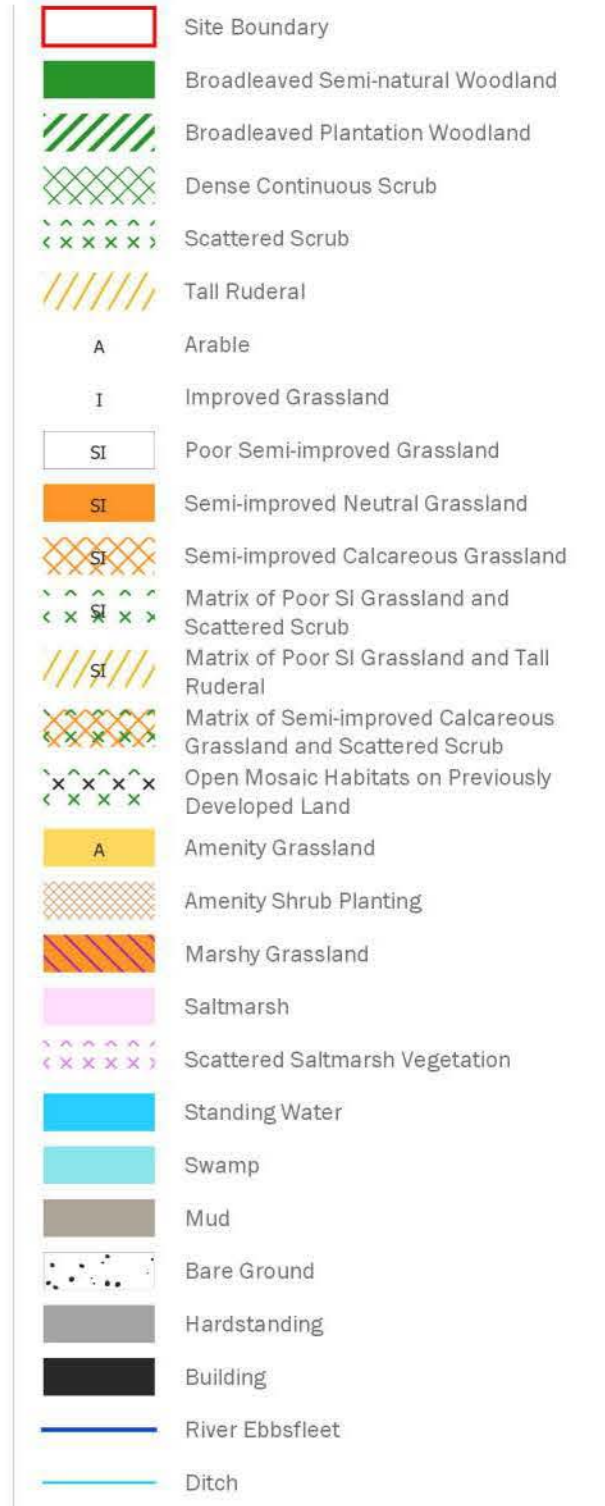 Site Boundary
Broadleaved Semi-natural Woodland
Broadleaved Plantation Woodland
Dense Continuous Scrub
Scattered Scrub
Tall Ruderal
A Arable
I Improved Grassland
SI Poor Semi-improved Grassland
SI Semi-improved Neutral Grassland
SI Semi-improved Calcareous Grassland
SI Matrix of Poor SI Grassland and
Scattered Scrub
SI Matrix of Poor SI Grassland and Tall
Ruderal
Matrix of Semi-improved Calcareous
Grassland and Scattered Scrub
Open Mosaic Habitats on Previously
Developed Land
A Amenity Grassland
Amenity Shrub Planting
Marshy Grassland
Saltmarsh
Scattered Saltmarsh Vegetation
Standing Water
Swamp
Mud
Bare Ground
Hardstanding
Building
River Ebbsfleet
Ditch